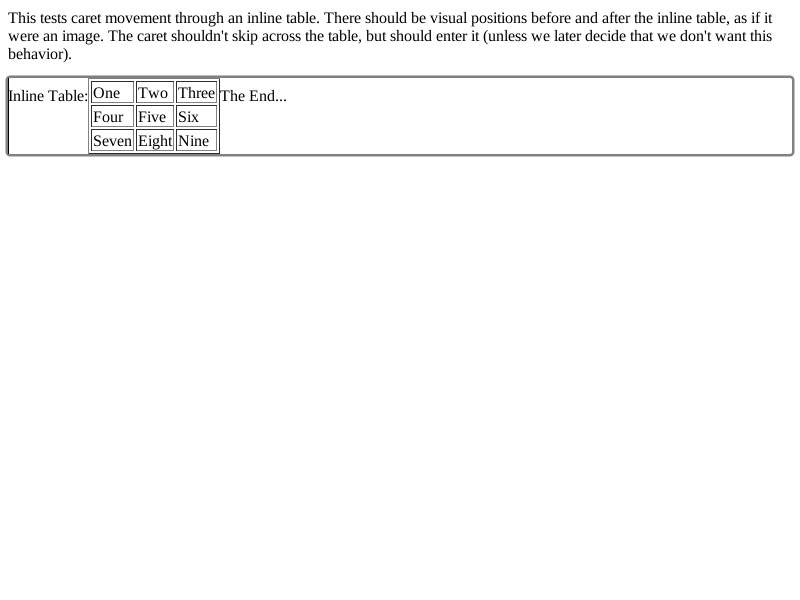 This tests caret movement through an inline table. There should be visual positions before and after the inline table, as if it
were an image. The caret shouldn't skip across the table, but should enter it (unless we later decide that we don't want this
behavior).
Inline Table: One Two Three The End...
Four Five Six
Seven Eight Nine